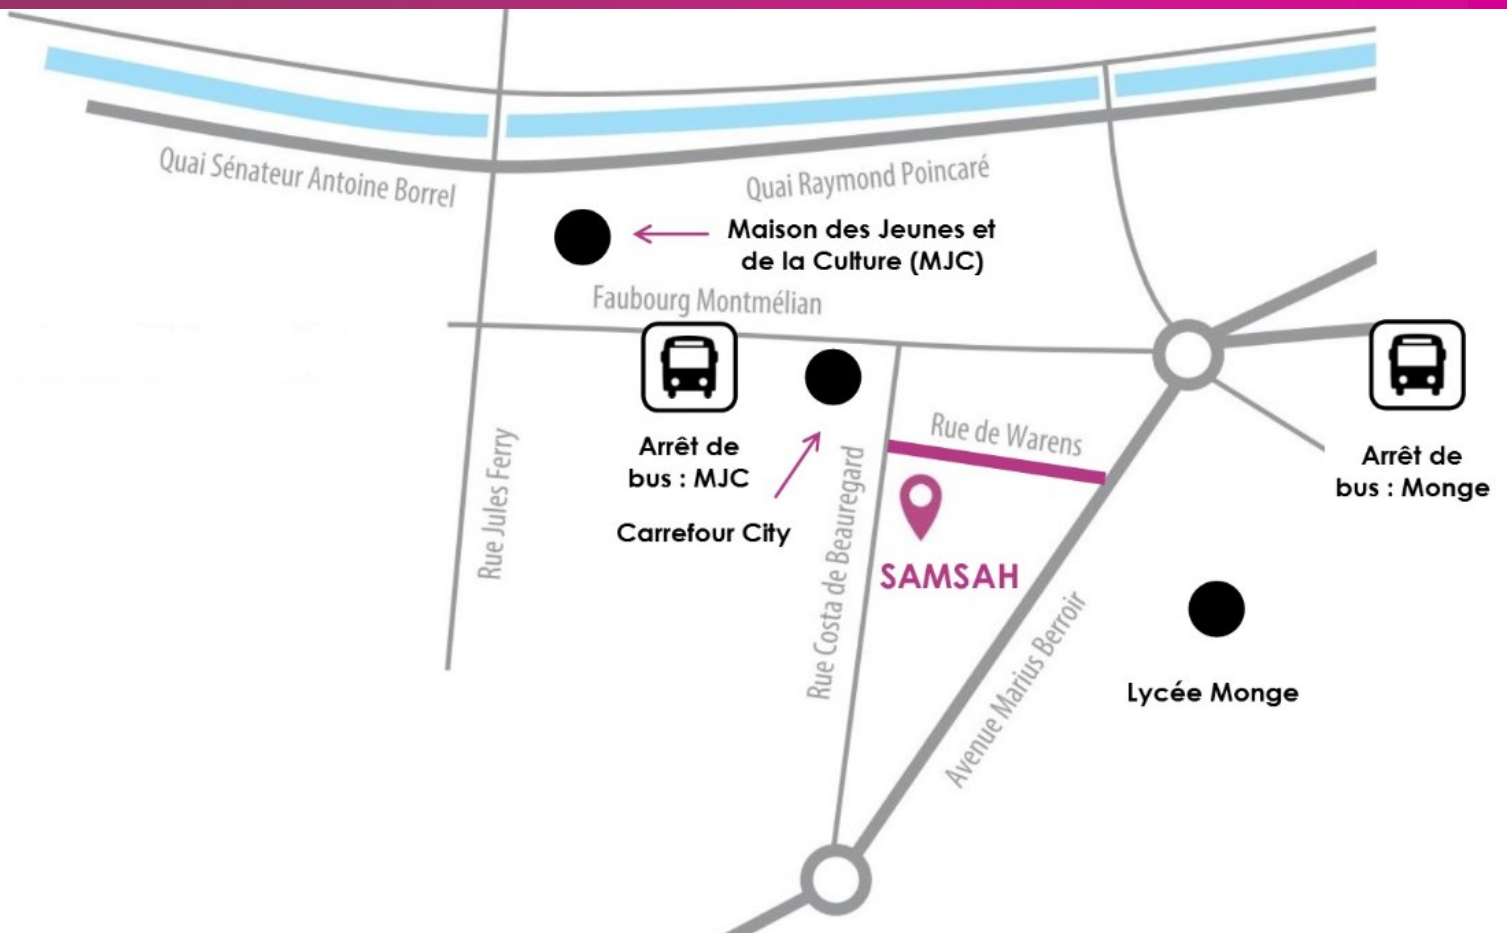 Quai Sénateur Antoine Borrel
Quai Raymond Poincaré
Maison des Jeunes et
de la Culture (MJC)
Faubourg Montmélian
Arrêt de
bus : MJC
Carrefour City
Rue Jules Ferry
Rue Costa de Beauregard
Rue de Warens
SAMSAH
Avenue Marius Berroir
Arrêt de
bus : Monge
Lycée Monge